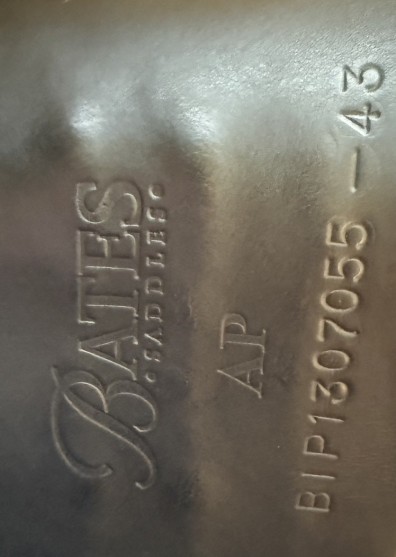 BATES
•SADDLES•
AP
BIP1307055-43